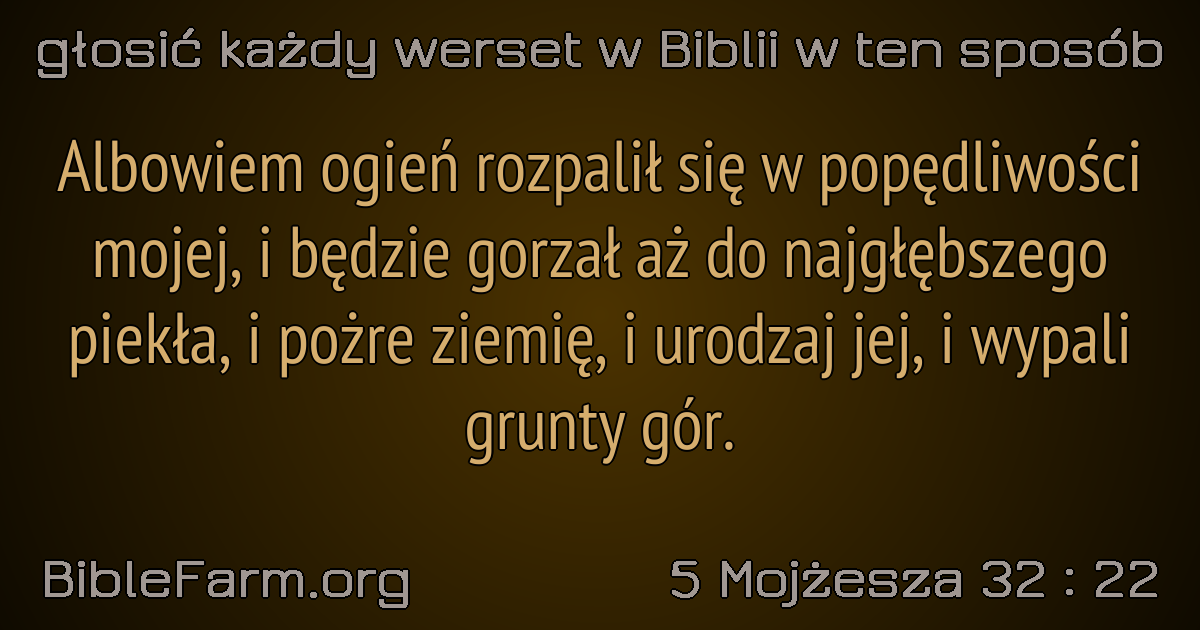 głosić każdy werset w Biblii w ten sposób
Albowiem ogień rozpalił się w popędliwości
mojej, i będzie gorzał aż do najgłębszego
piekła, i pożre ziemię, i urodzaj jej, i wypali
grunty gór.
BibleFarm.org
5 Mojżesza 32 : 22